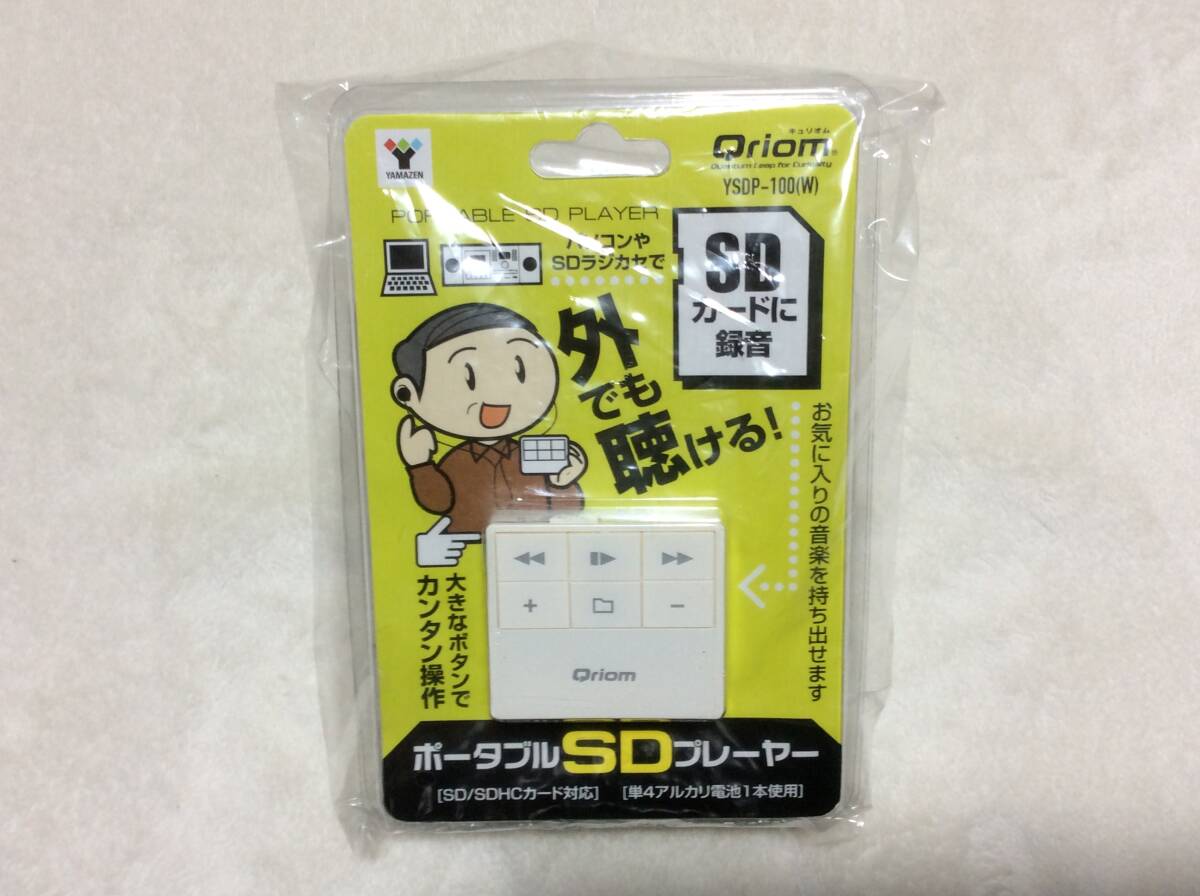 YAMAZEN
キュリオム
Qriom
Quantum Leap for Curiosity
YSDP-100(W)
PORTABLE SD PLAYER
パソコンや
SDラジカセで
SD
カードに
録音
外
でも
聴ける!
お気に入りの音楽を持ち出せます
大きなボタンで
カンタン操作
+
−
Qriom
ポータブルSDプレーヤー
[SD/SDHCカード対応] [単4アルカリ電池1本使用]